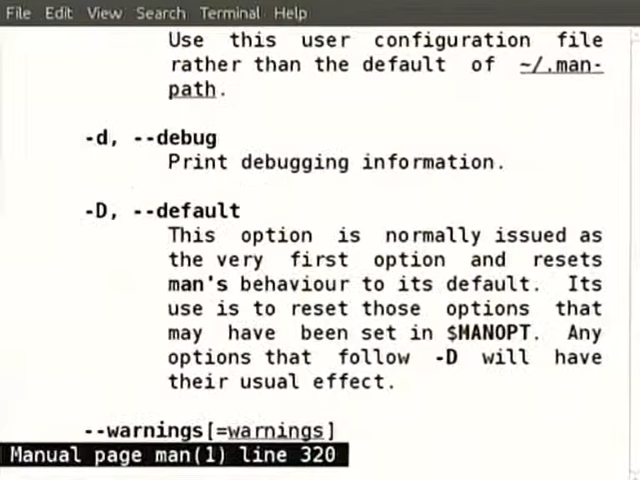 File Edit View Search Terminal Help
Use this user configuration file
rather than the default of ~/.man-
path.
-d, --debug
Print debugging information.
-D, --default
This option is normally issued as
the very first option and resets
man's behaviour to its default. Its
use is to reset those options that
may have been set in $MANOPT. Any
options that follow -D will have
their usual effect.
--warnings[=warnings]
Manual page man(1) line 320